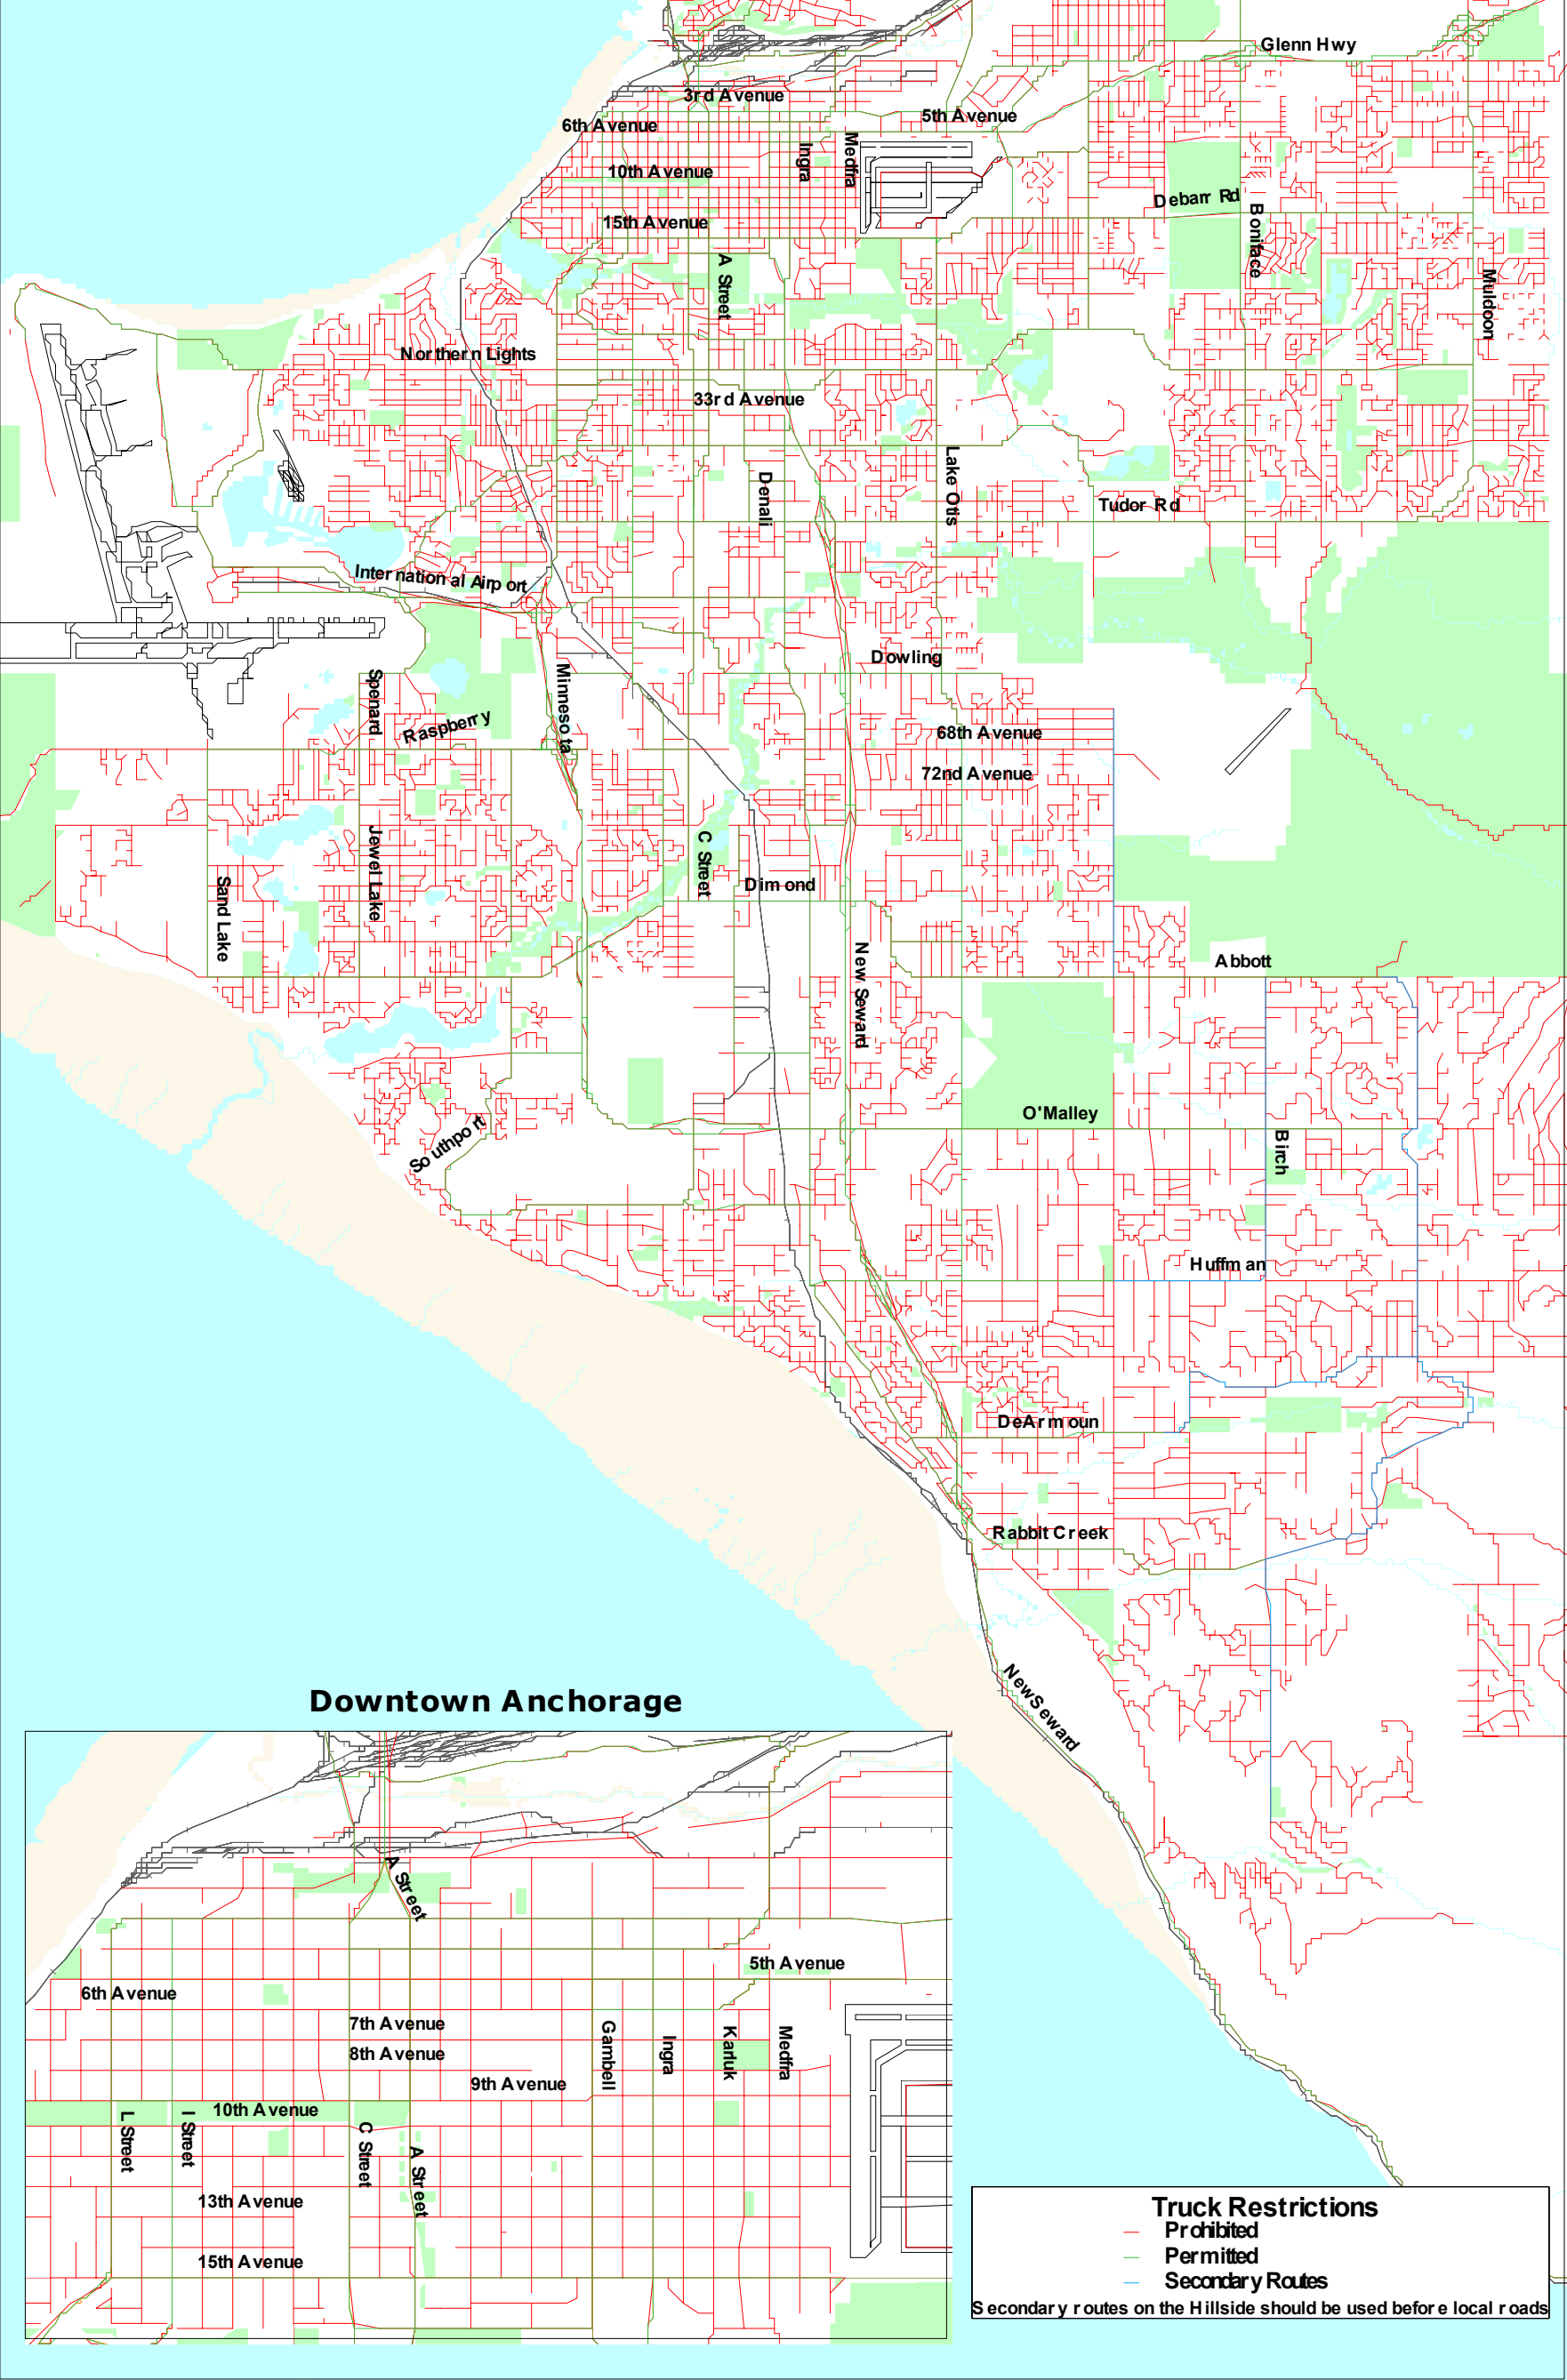 Glenn Hwy
3rd Avenue
5th Avenue
6th Avenue
Ingra
Medfra
10th Avenue
Debarr Rd
15th Avenue
Boniface
A Street
Muldoon
Northern Lights
33rd Avenue
Lake Otis
Denali
Tudor Rd
International Airport
Dowling
Spenard
Minnesota
Raspberry
68th Avenue
72nd Avenue
Jewel Lake
C Street
Sand Lake
Dimond
New Seward
Abbott
O'Malley
Southport
Birch
Huffman
DeArmoun
Rabbit Creek
New Seward
Downtown Anchorage
A Street
5th Avenue
6th Avenue
7th Avenue
Gambell
Ingra
Karluk
Medfra
8th Avenue
9th Avenue
10th Avenue
L Street
I Street
C Street
A Street
13th Avenue
15th Avenue
Truck Restrictions
Prohibited
Permitted
Secondary Routes
Secondary routes on the Hillside should be used before local roads